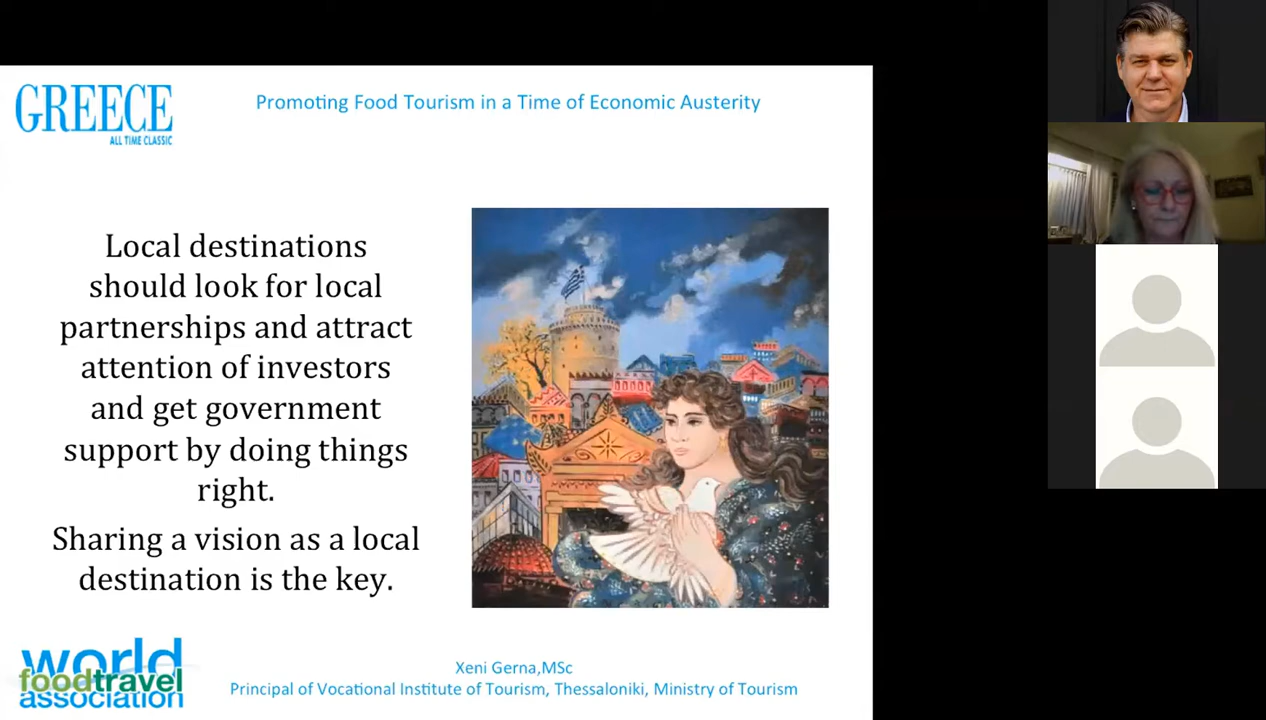 GREECE
ALL TIME CLASSIC
Promoting Food Tourism in a Time of Economic Austerity
Local destinations
should look for local
partnerships and attract
attention of investors
and get government
support by doing things
right.
Sharing a vision as a local
destination is the key.
world
foodtravel
association
Xeni Gerna,MSc
Principal of Vocational Institute of Tourism, Thessaloniki, Ministry of Tourism